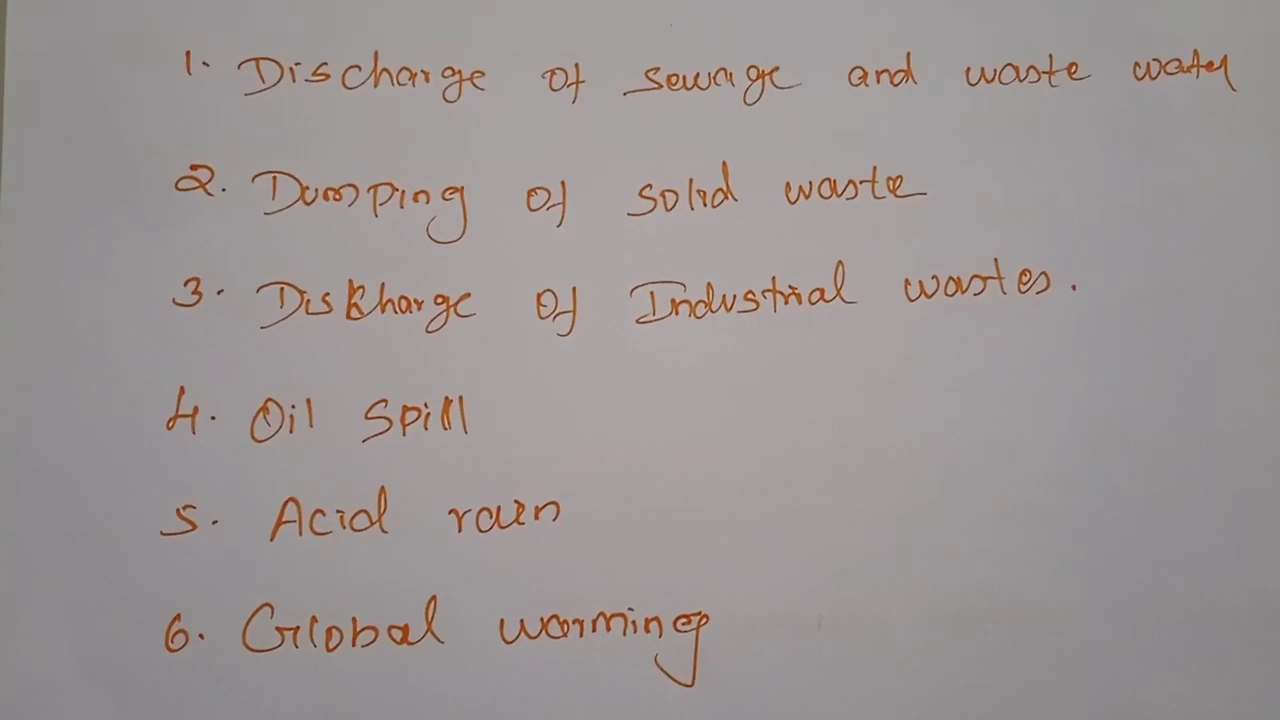 1. Discharge of sewage and waste water
2. Dumping of solid waste
3. Discharge of Industrial wastes.
4. Oil spill
5. Acid rain
6. Global warming